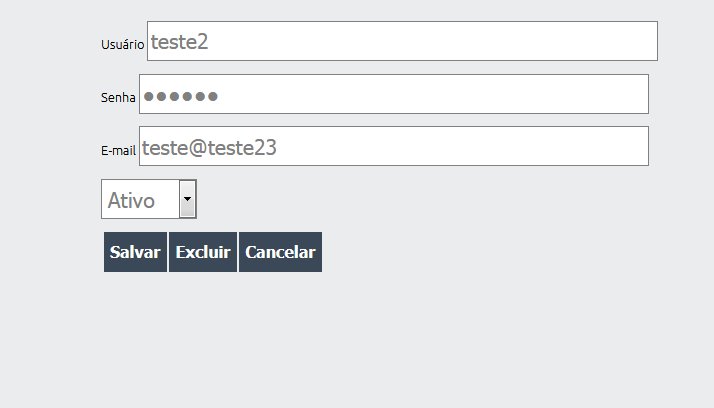 Usuário teste2
Senha ●●●●●●
E-mail teste@teste23
Ativo
Salvar Excluir Cancelar